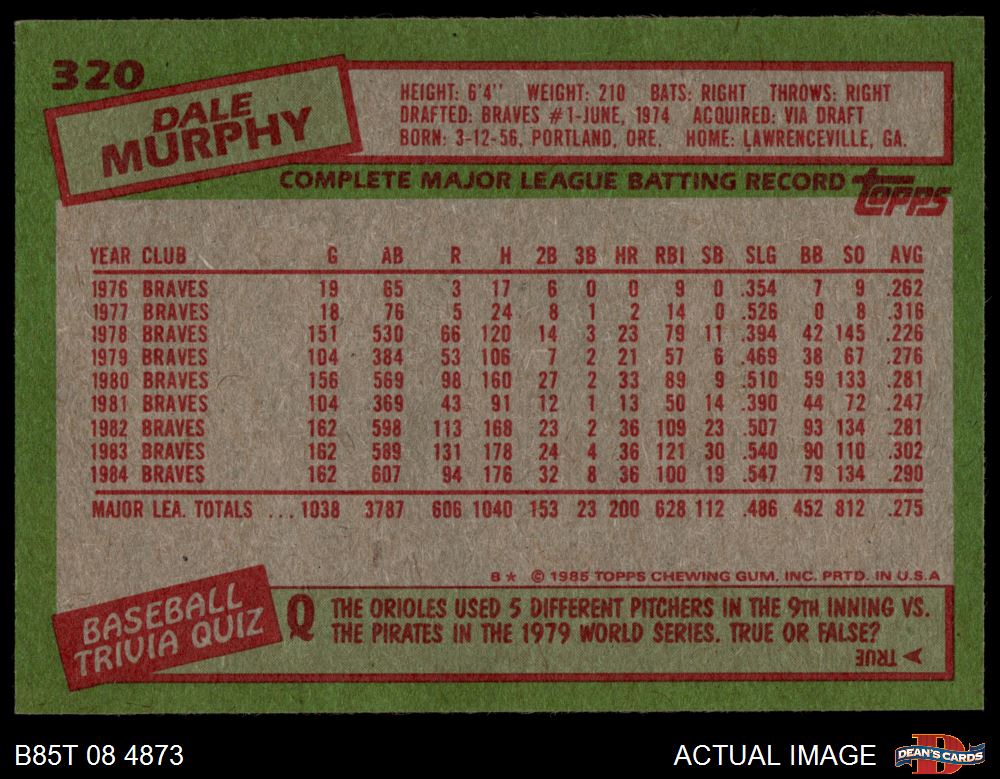 320
DALE
MURPHY
HEIGHT: 6'4" WEIGHT: 210 BATS: RIGHT THROWS: RIGHT
DRAFTED: BRAVES #1-JUNE, 1974 ACQUIRED: VIA DRAFT
BORN: 3-12-56, PORTLAND, ORE. HOME: LAWRENCEVILLE, GA.
COMPLETE MAJOR LEAGUE BATTING RECORD topps
YEAR CLUB G AB R H 2B 3B HR RBI SB SLG BB SO AVG
1976 BRAVES 19 65 3 17 6 0 0 9 0 .354 7 9 .262
1977 BRAVES 18 76 5 24 8 1 2 14 0 .526 0 8 .316
1978 BRAVES 151 530 66 120 14 3 23 79 11 .394 42 145 .226
1979 BRAVES 104 384 53 106 7 2 21 57 6 .469 38 67 .276
1980 BRAVES 156 569 98 160 27 2 33 89 9 .510 59 133 .281
1981 BRAVES 104 369 43 91 12 1 13 50 14 .390 44 72 .247
1982 BRAVES 162 598 113 168 23 2 36 109 23 .507 93 134 .281
1983 BRAVES 162 589 131 178 24 4 36 121 30 .540 90 110 .302
1984 BRAVES 162 607 94 176 32 8 36 100 19 .547 79 134 .290
MAJOR LEA. TOTALS ... 1038 3787 606 1040 153 23 200 628 112 .486 452 812 .275
B* © 1985 TOPPS CHEWING GUM, INC. PRTD. IN U.S.A
BASEBALL
TRIVIA QUIZ
Q THE ORIOLES USED 5 DIFFERENT PITCHERS IN THE 9TH INNING VS.
THE PIRATES IN THE 1979 WORLD SERIES. TRUE OR FALSE?
A TRUE
B85T 08 4873 ACTUAL IMAGE DEAN'S CARDS